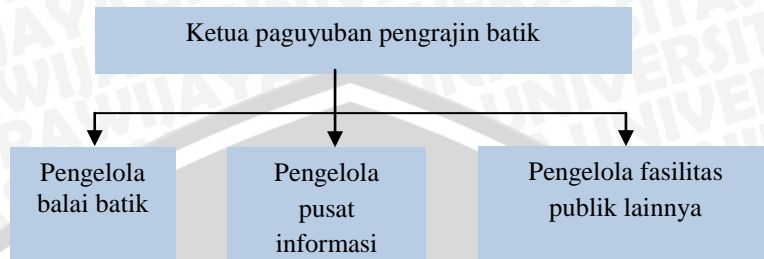 Ketua paguyuban pengrajin batik
Pengelola
balai batik
Pengelola
pusat
informasi
Pengelola fasilitas
publik lainnya